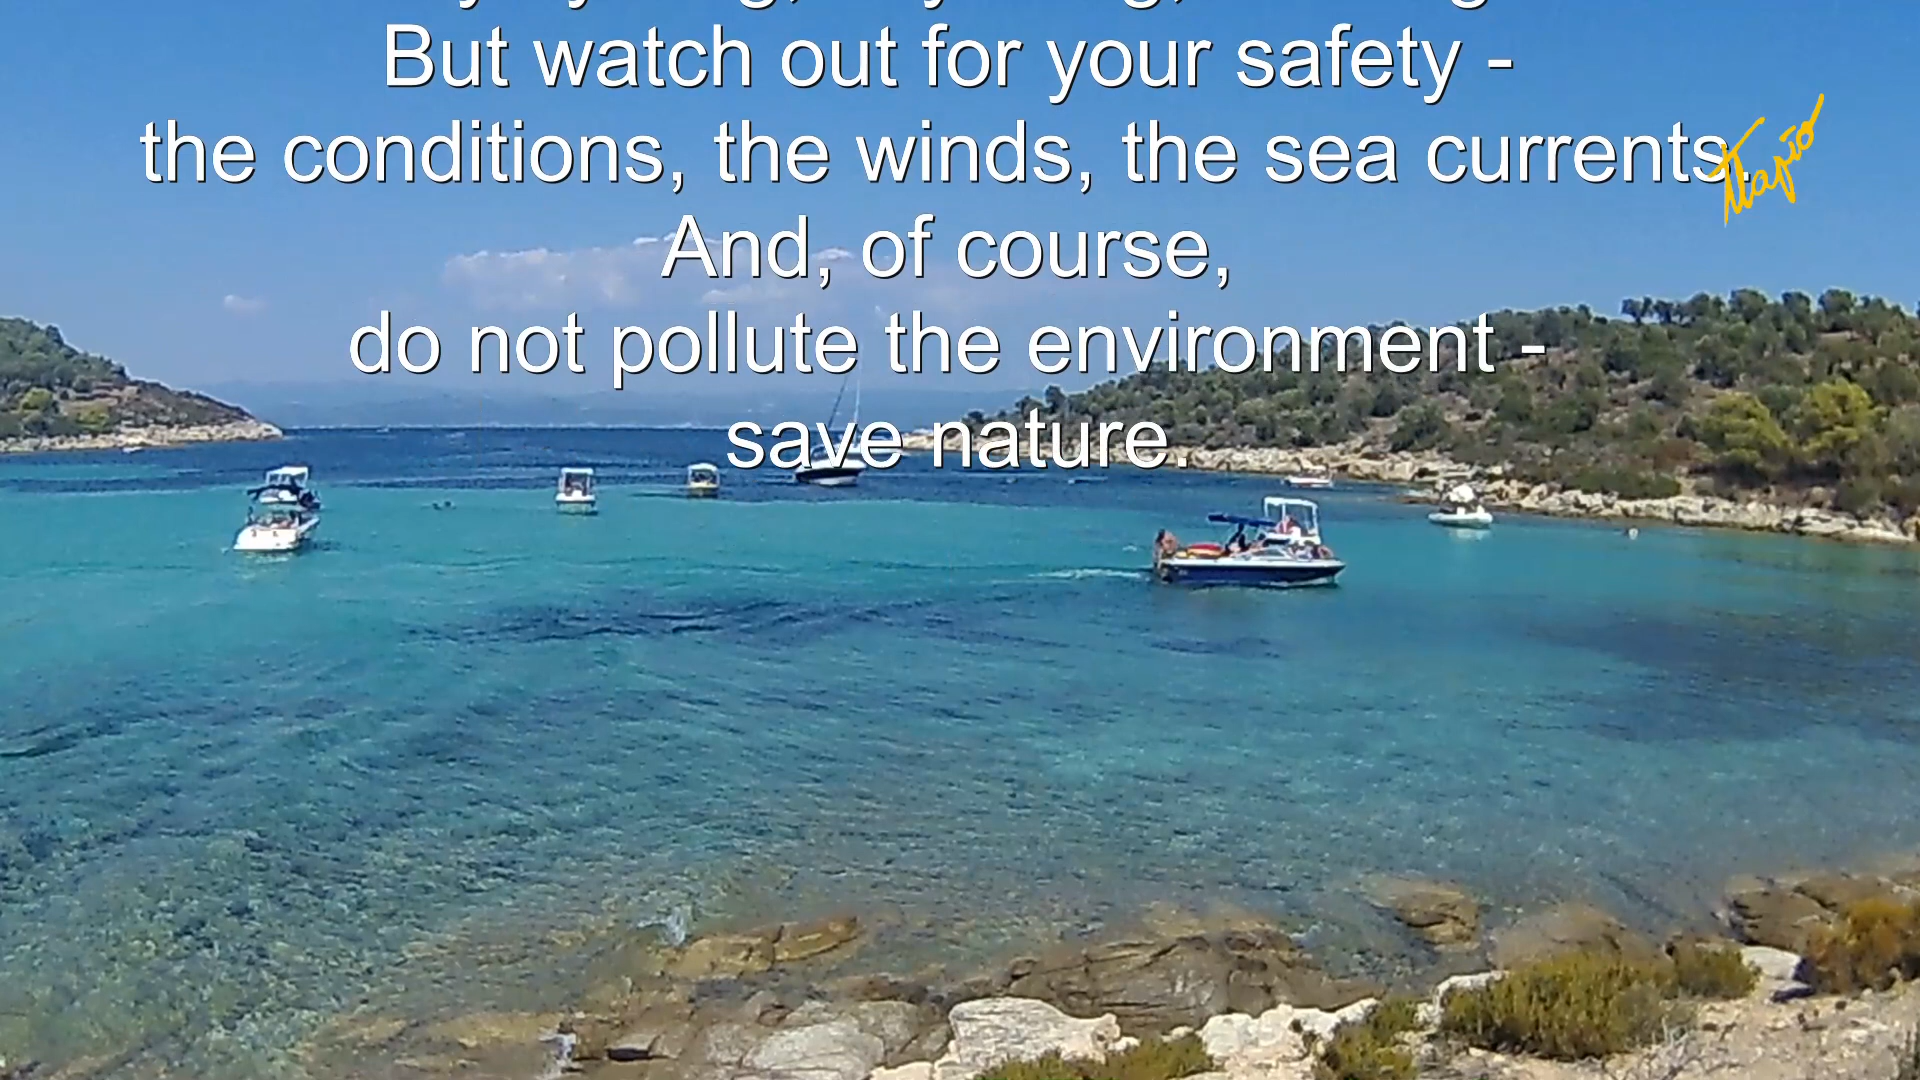 But watch out for your safety -
the conditions, the winds, the sea currents.
And, of course,
do not pollute the environment -
save nature.